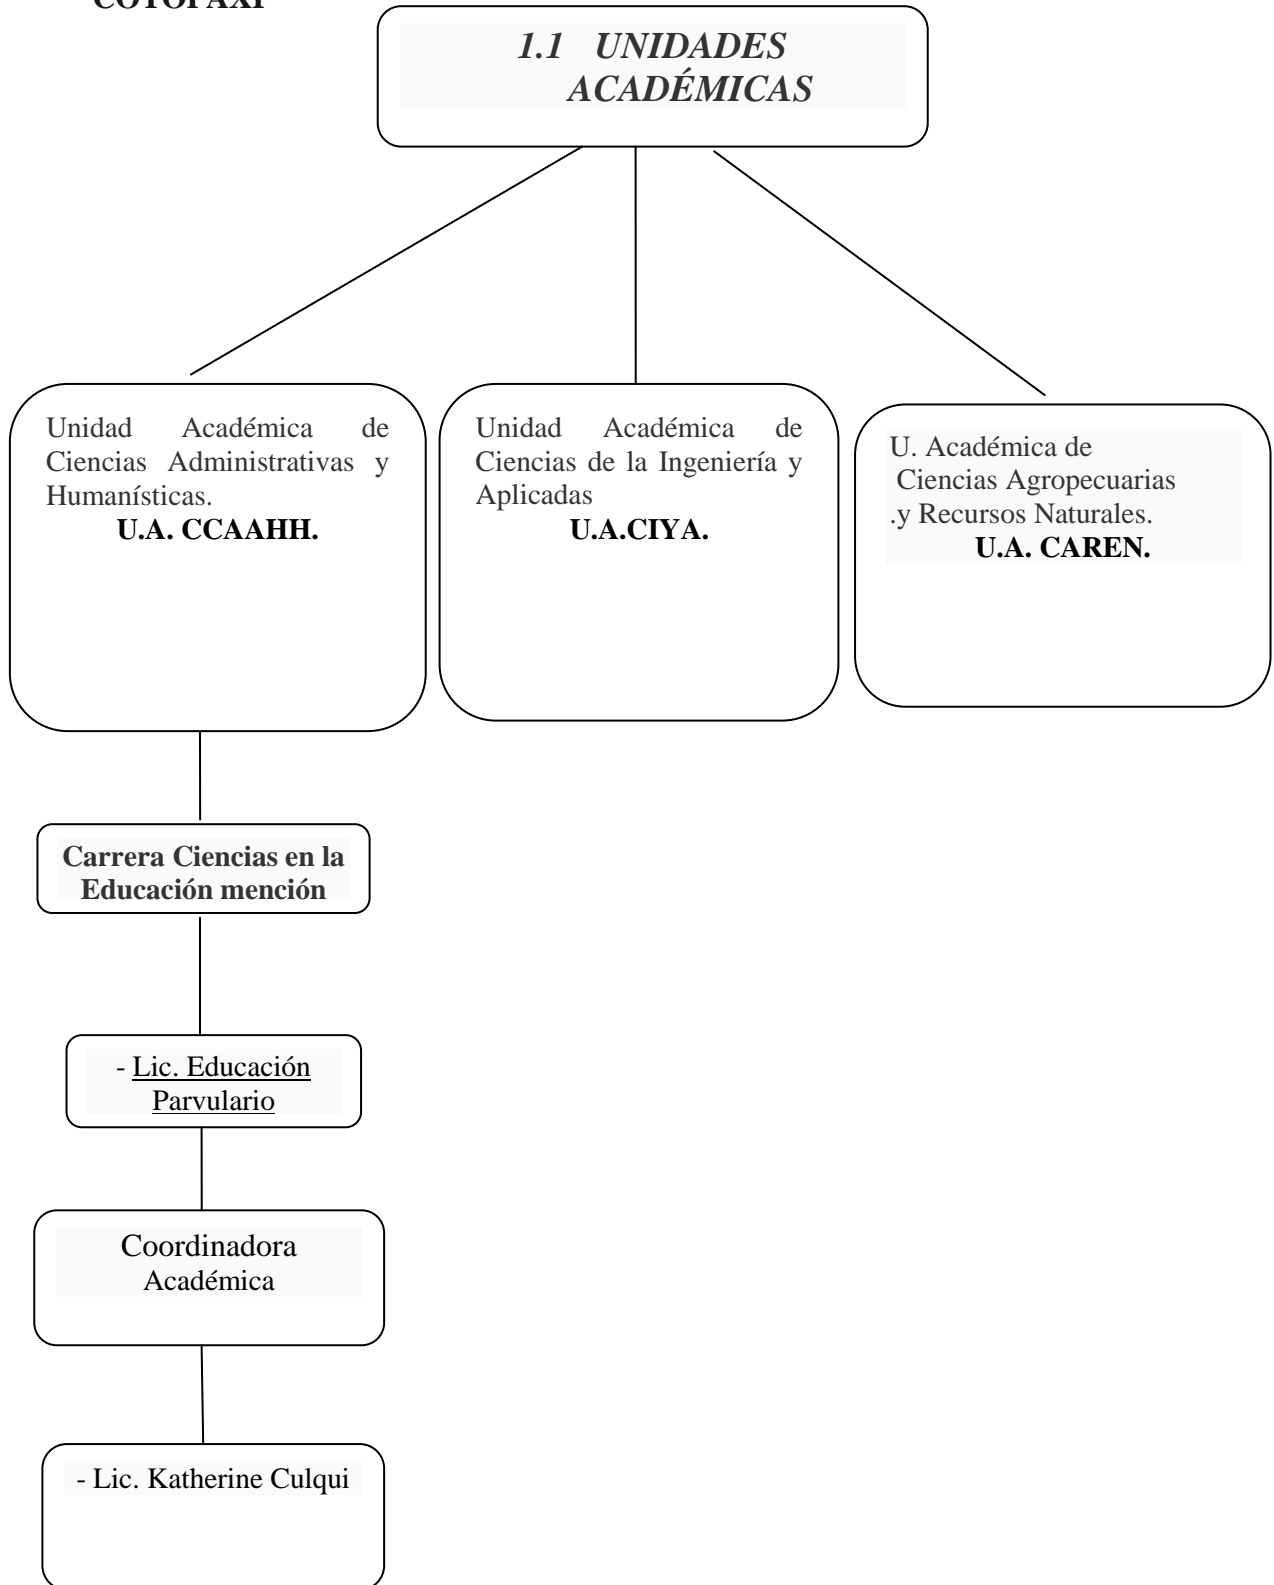 COTOPAXI
1.1 UNIDADES
ACADÉMICAS
Unidad Académica de
Ciencias Administrativas y
Humanísticas.
U.A. CCAAHH.
Unidad Académica de
Ciencias de la Ingeniería y
Aplicadas
U.A.CIYA.
U. Académica de
Ciencias Agropecuarias
.y Recursos Naturales.
U.A. CAREN.
Carrera Ciencias en la
Educación mención
- Lic. Educación
Parvulario
Coordinadora
Académica
- Lic. Katherine Culqui